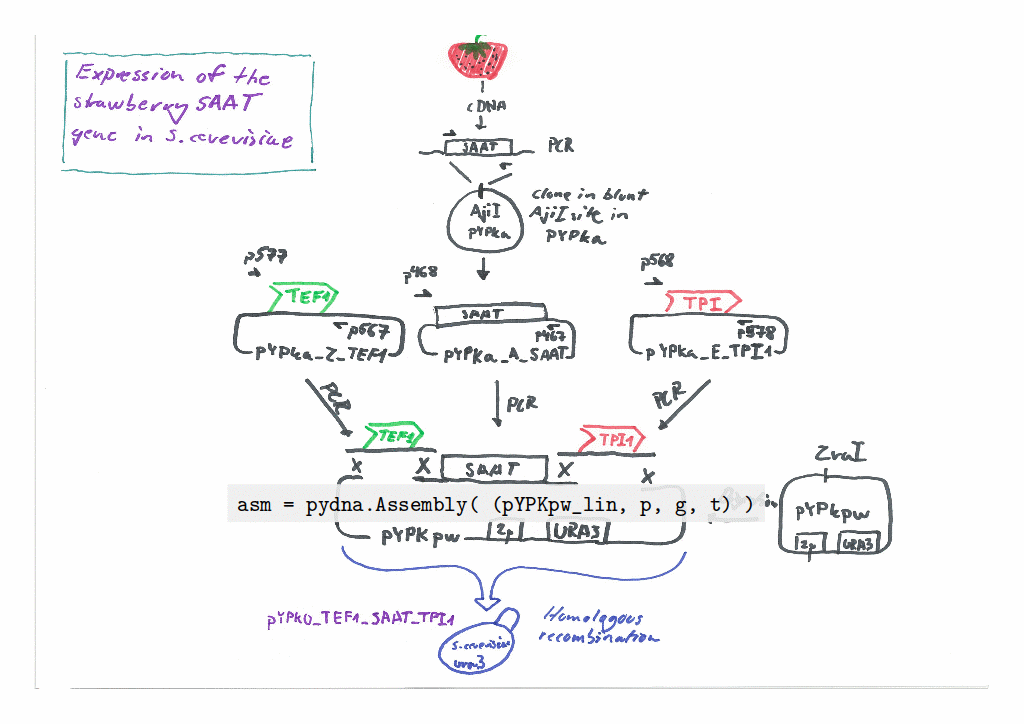 Expression of the
strawberry SAAT
gene in S. cerevisiae
cDNA
SAAT
PCR
AjiI
pYPka
Clone in blunt
AjiI site in
pYPka
p577
TEF1
p567
pYPka_Z_TEF1
p468
SAAT
p467
pYPKa_A_SAAT
p568
TPI
p578
pYPka_E_TPI1
PCR
PCR
PCR
TEF1
TPI1
X
X
SAAT
X
X
asm = pydna.Assembly( (pYPKpw_lin, p, g, t) )
pYPKpw
2µ
URA3
ZraI
pYPkpw
2µ
URA3
pYPK0_TEF1_SAAT_TPI1
Homologous
recombination
S. cerevisiae
ura3